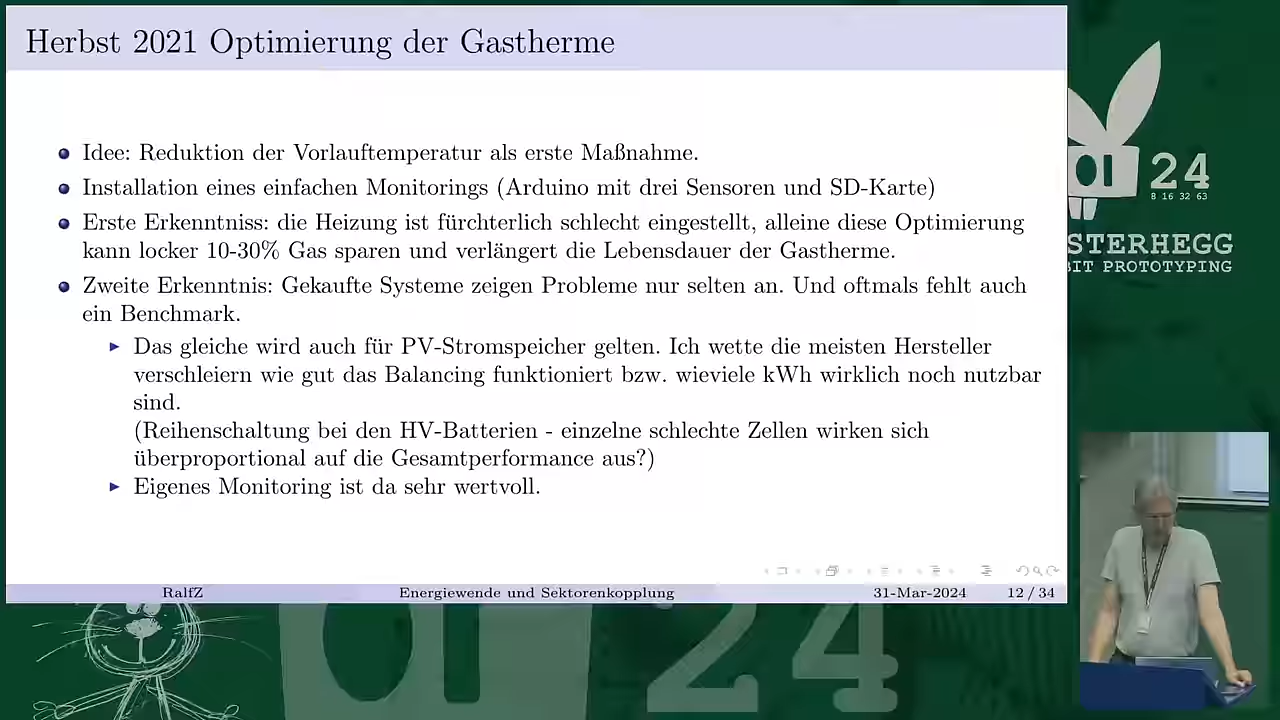 Herbst 2021 Optimierung der Gastherme
Idee: Reduktion der Vorlauftemperatur als erste Maßnahme.
Installation eines einfachen Monitorings (Arduino mit drei Sensoren und SD-Karte)
Erste Erkenntniss: die Heizung ist fürchterlich schlecht eingestellt, alleine diese Optimierung
kann locker 10-30% Gas sparen und verlängert die Lebensdauer der Gastherme.
Zweite Erkenntnis: Gekaufte Systeme zeigen Probleme nur selten an. Und oftmals fehlt auch
ein Benchmark.
Das gleiche wird auch für PV-Stromspeicher gelten. Ich wette die meisten Hersteller
verschleiern wie gut das Balancing funktioniert bzw. wieviele kWh wirklich noch nutzbar
sind.
(Reihenschaltung bei den HV-Batterien - einzelne schlechte Zellen wirken sich
überproportional auf die Gesamtperformance aus?)
Eigenes Monitoring ist da sehr wertvoll.
RalfZ
Energiewende und Sektorenkopplung
31-Mar-2024
12 / 34
24
8 16 32 63
STERHEGG
BIT PROTOTYPING
24